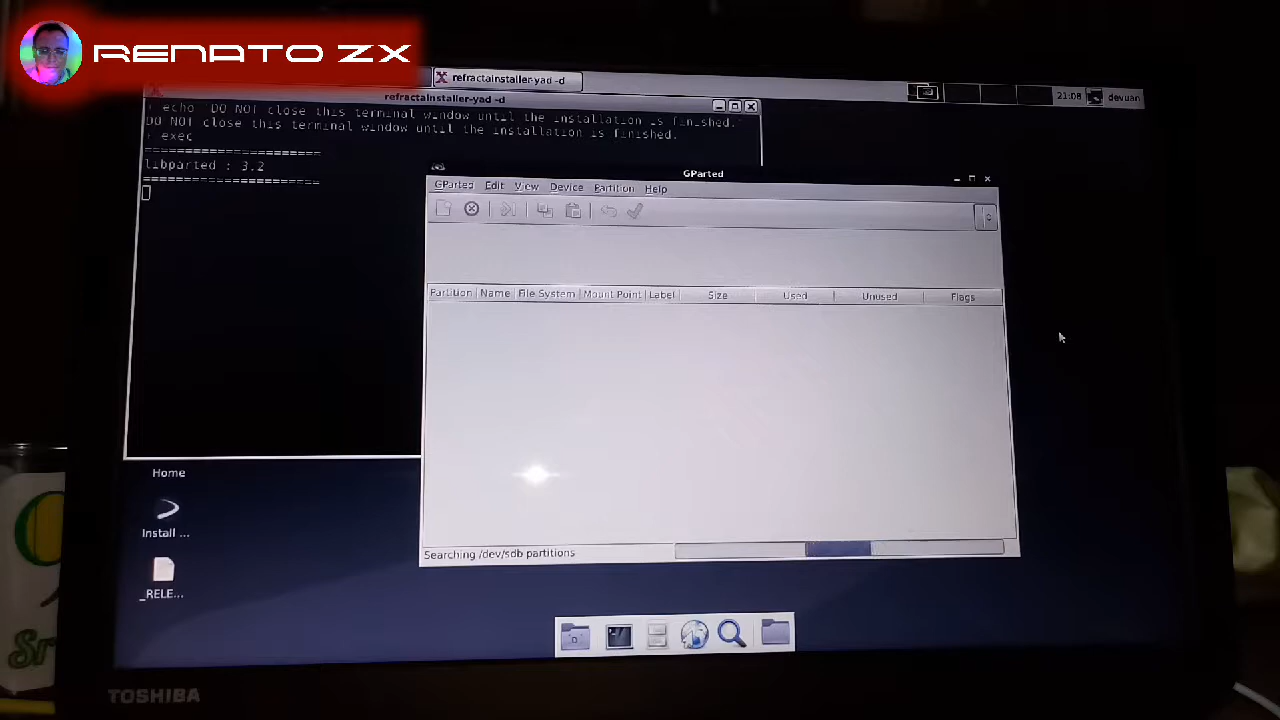 RENATO ZX
refractainstaller-yad -d
21:08
devuan
refractainstaller-yad -d
+ echo 'DO NOT close this terminal window until the installation is finished.'
DO NOT close this terminal window until the installation is finished.
+ exec
======================
libparted : 3.2
======================
GParted
GParted Edit View Device Partition Help
Partition Name File System Mount Point Label Size Used Unused Flags
Searching /dev/sdb partitions
Home
Install ...
_RELE...
TOSHIBA